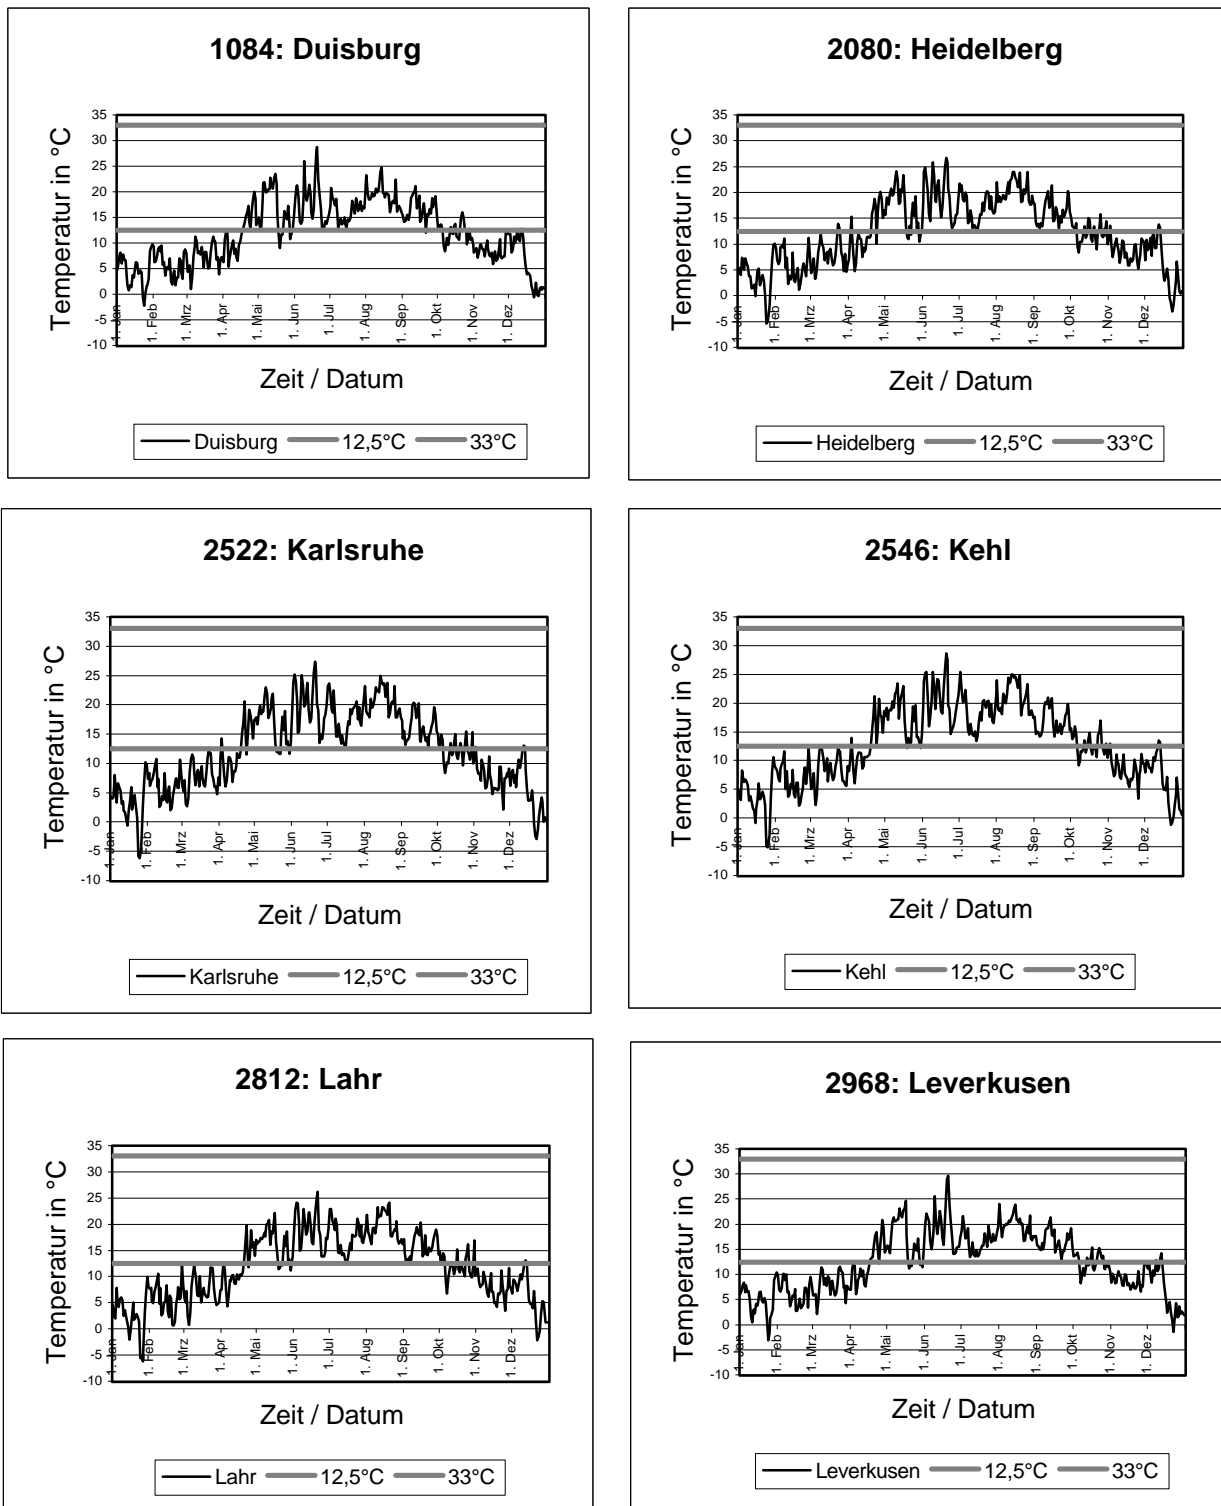 1084: Duisburg
Temperatur in °C
35
30
25
20
15
10
5
0
-5
-10
1. Jan
1. Feb
1. Mrz
1. Apr
1. Mai
1. Jun
1. Jul
1. Aug
1. Sep
1. Okt
1. Nov
1. Dez
Zeit / Datum
Duisburg 12,5°C 33°C
2080: Heidelberg
Temperatur in °C
35
30
25
20
15
10
5
0
-5
-10
1. Jan
1. Feb
1. Mrz
1. Apr
1. Mai
1. Jun
1. Jul
1. Aug
1. Sep
1. Okt
1. Nov
1. Dez
Zeit / Datum
Heidelberg 12,5°C 33°C
2522: Karlsruhe
Temperatur in °C
35
30
25
20
15
10
5
0
-5
-10
1. Jan
1. Feb
1. Mrz
1. Apr
1. Mai
1. Jun
1. Jul
1. Aug
1. Sep
1. Okt
1. Nov
1. Dez
Zeit / Datum
Karlsruhe 12,5°C 33°C
2546: Kehl
Temperatur in °C
35
30
25
20
15
10
5
0
-5
-10
1. Jan
1. Feb
1. Mrz
1. Apr
1. Mai
1. Jun
1. Jul
1. Aug
1. Sep
1. Okt
1. Nov
1. Dez
Zeit / Datum
Kehl 12,5°C 33°C
2812: Lahr
Temperatur in °C
35
30
25
20
15
10
5
0
-5
-10
1. Jan
1. Feb
1. Mrz
1. Apr
1. Mai
1. Jun
1. Jul
1. Aug
1. Sep
1. Okt
1. Nov
1. Dez
Zeit / Datum
Lahr 12,5°C 33°C
2968: Leverkusen
Temperatur in °C
35
30
25
20
15
10
5
0
-5
-10
1. Jan
1. Feb
1. Mrz
1. Apr
1. Mai
1. Jun
1. Jul
1. Aug
1. Sep
1. Okt
1. Nov
1. Dez
Zeit / Datum
Leverkusen 12,5°C 33°C